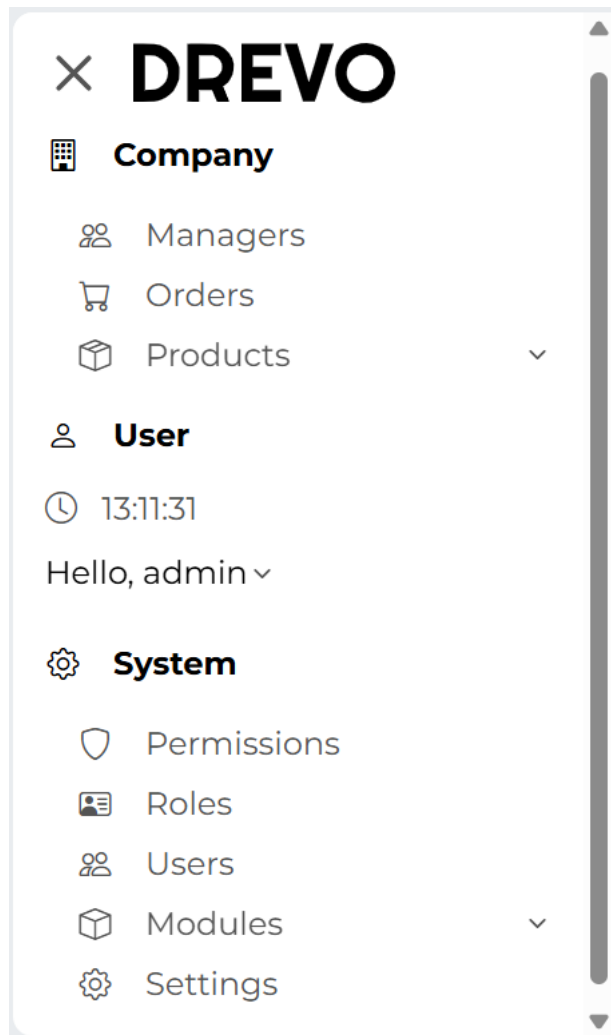 DREVO
Company
Managers
Orders
Products
User
13:11:31
Hello, admin
System
Permissions
Roles
Users
Modules
Settings